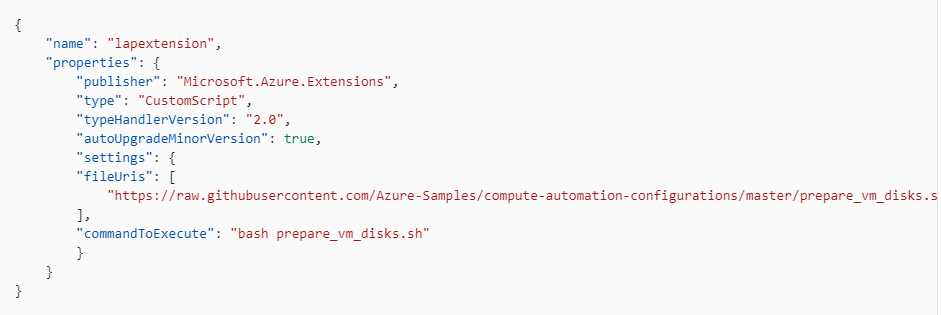 {
    "name": "lapextension",
    "properties": {
        "publisher": "Microsoft.Azure.Extensions",
        "type": "CustomScript",
        "typeHandlerVersion": "2.0",
        "autoUpgradeMinorVersion": true,
        "settings": {
        "fileUris": [
            "https://raw.githubusercontent.com/Azure-Samples/compute-automation-configurations/master/prepare_vm_disks.s
        ],
        "commandToExecute": "bash prepare_vm_disks.sh"
        }
    }
}